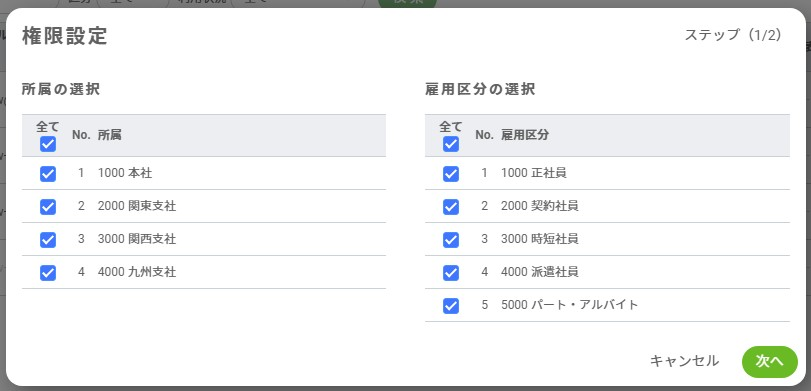 権限設定
ステップ（1/2）
所属の選択
全て No. 所属
1 1000 本社
2 2000 関東支社
3 3000 関西支社
4 4000 九州支社
雇用区分の選択
全て No. 雇用区分
1 1000 正社員
2 2000 契約社員
3 3000 時短社員
4 4000 派遣社員
5 5000 パート・アルバイト
キャンセル
次へ